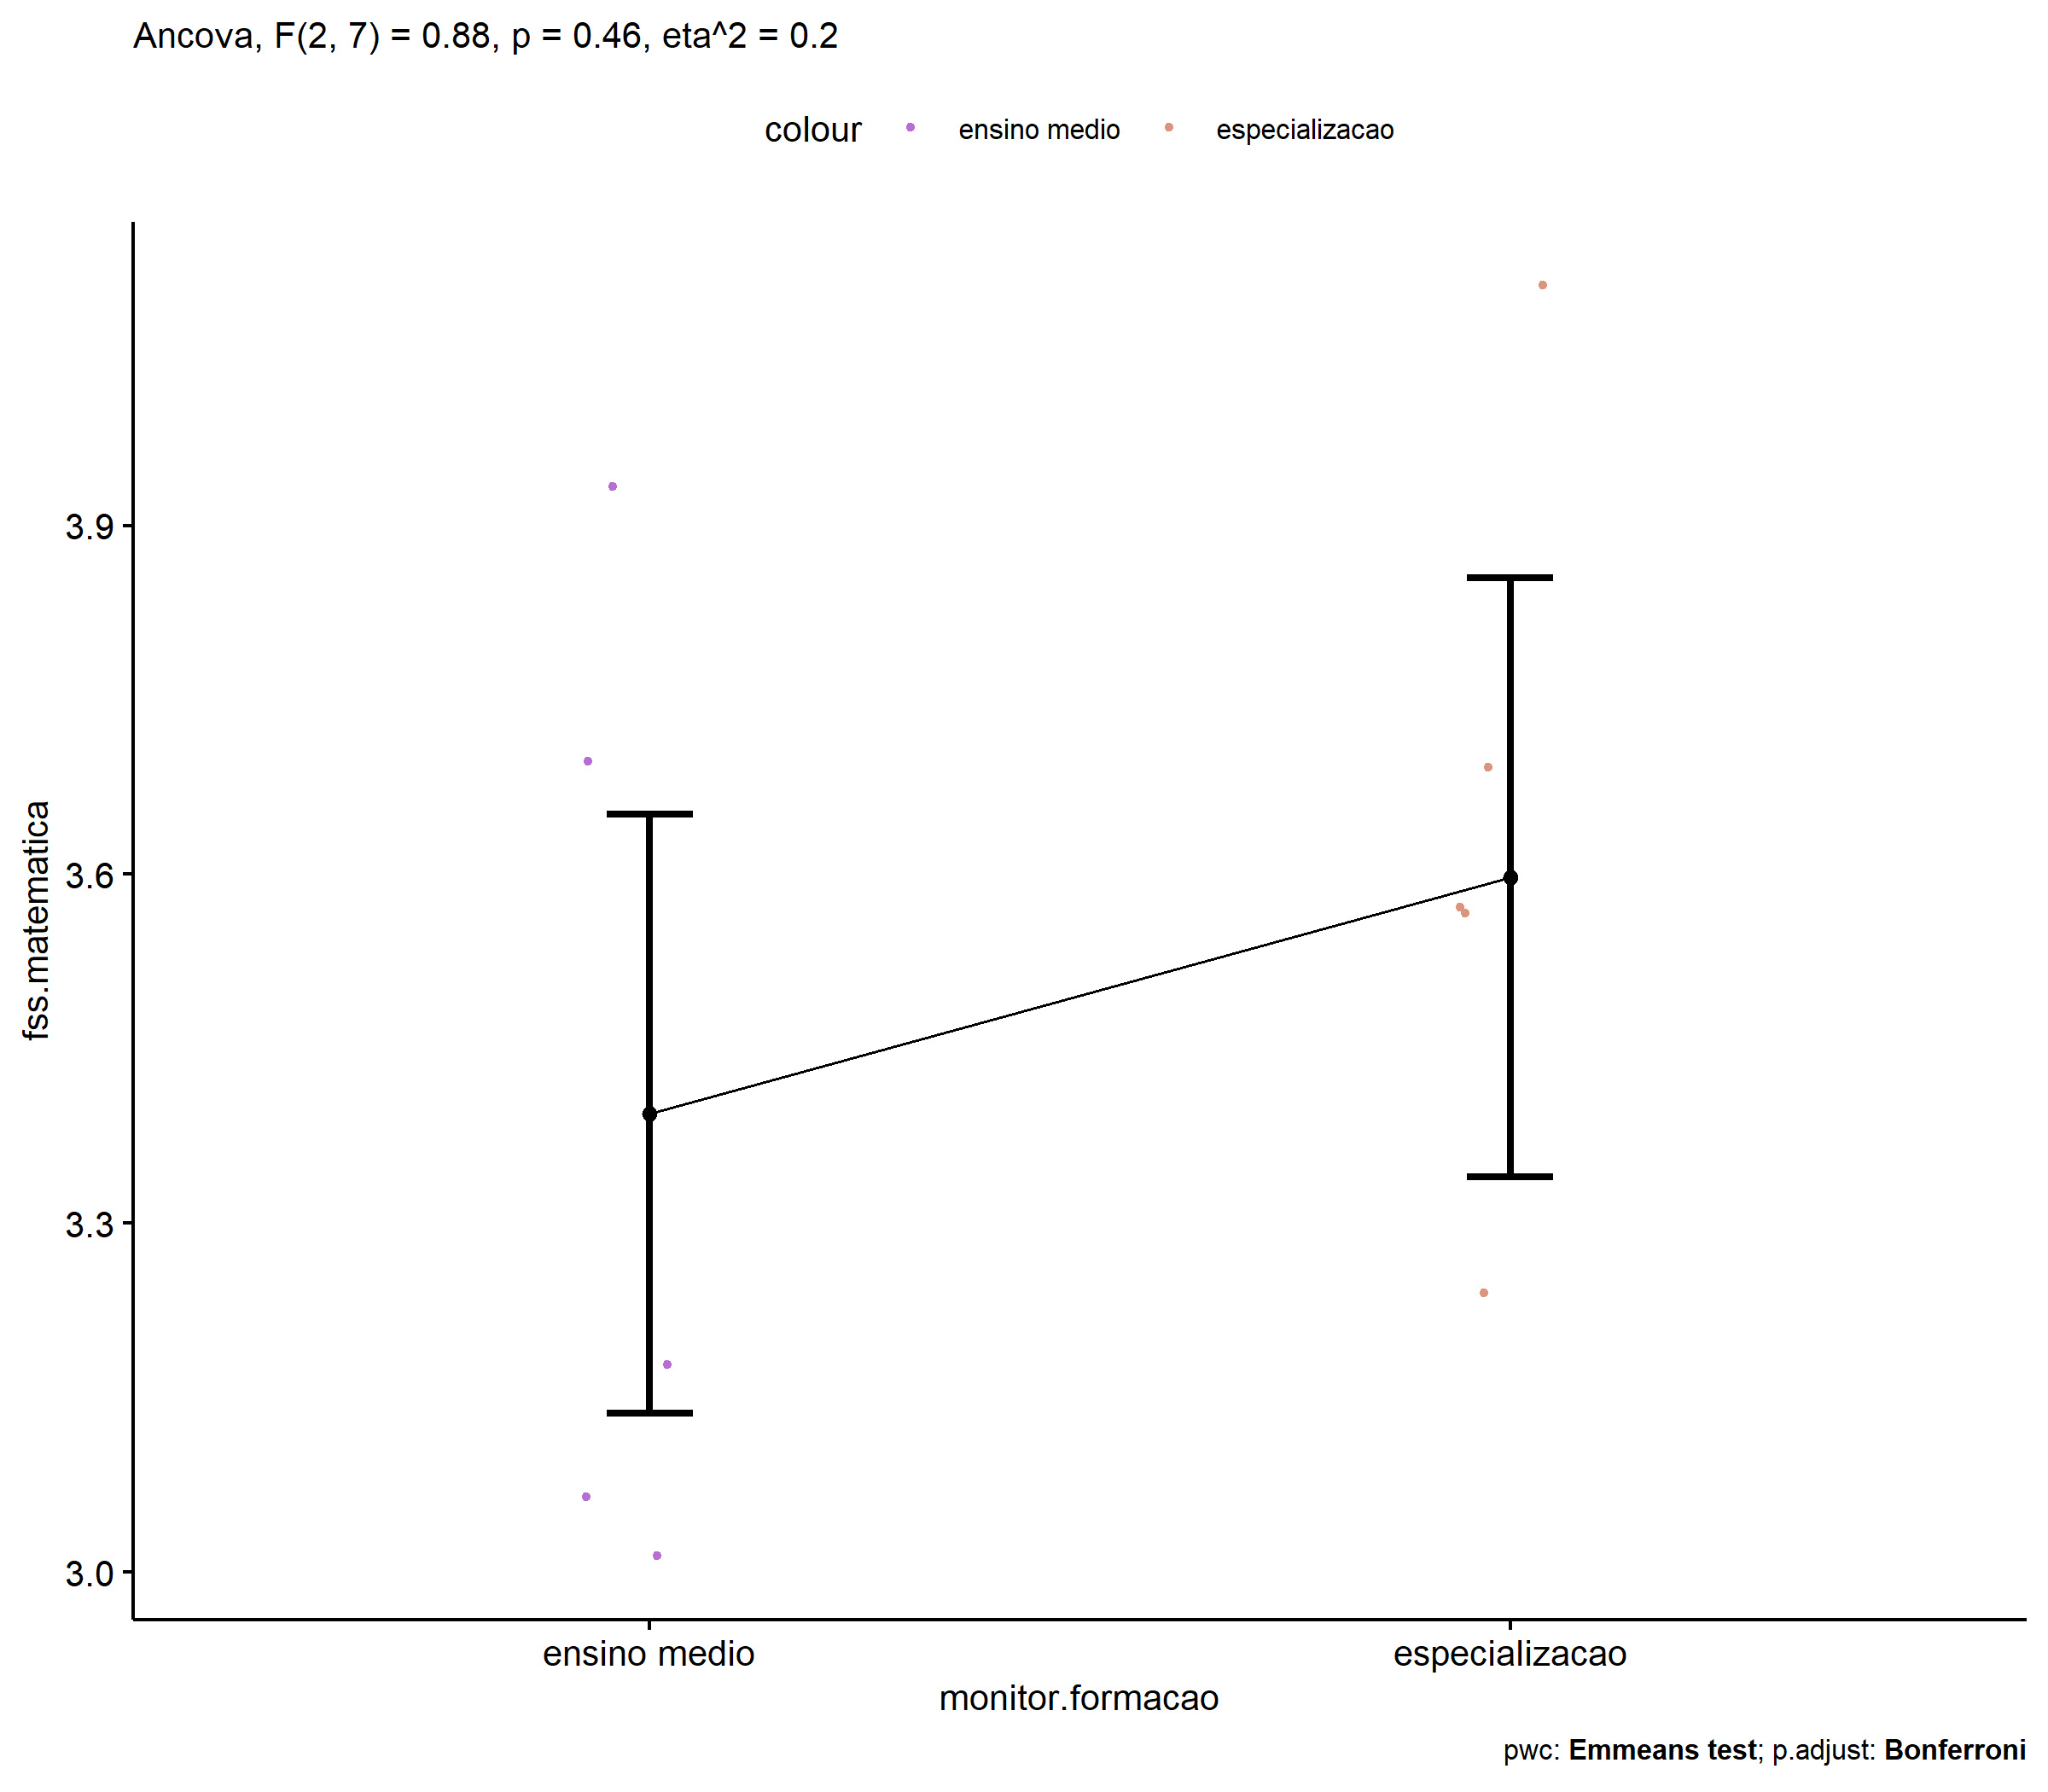 Ancova, F(2, 7) = 0.88, p = 0.46, eta^2 = 0.2
colour ensino medio especializacao
fss.matematica
3.9
3.6
3.3
3.0
ensino medio especializacao
monitor.formacao
pwc: Emmeans test; p.adjust: Bonferroni